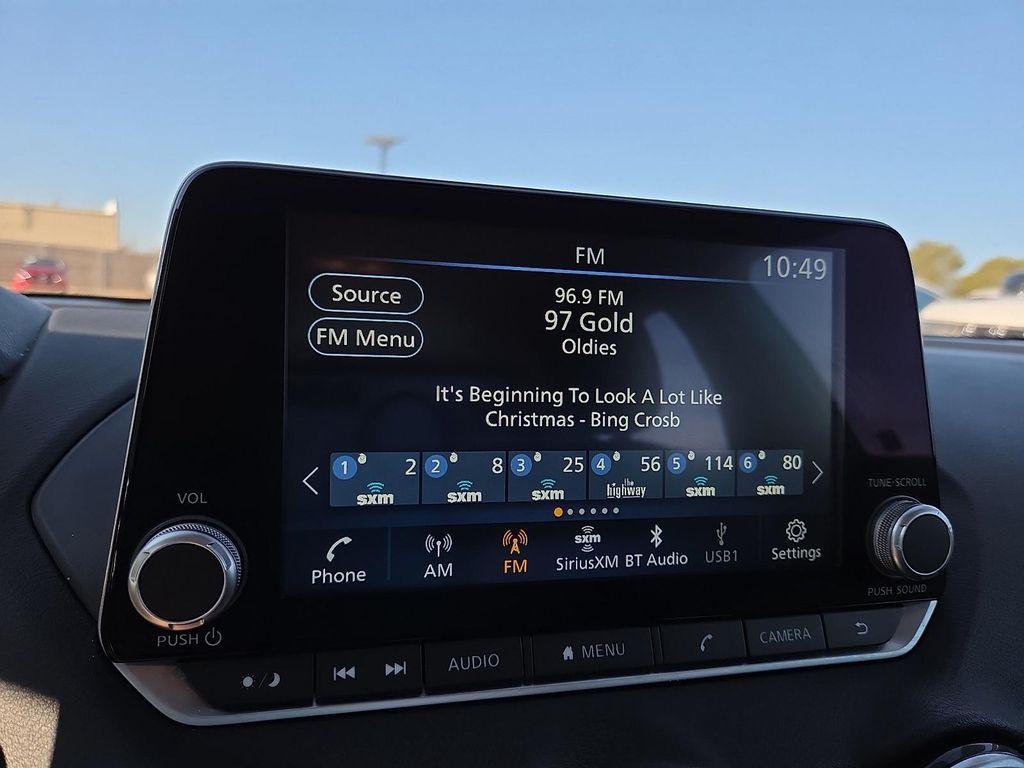 FM
10:49
Source
FM Menu
96.9 FM
97 Gold
Oldies
It's Beginning To Look A Lot Like
Christmas - Bing Crosb
1 2 2 8 3 25 4 56 5 114 6 80
sxm sxm sxm the highway sxm sxm
Phone AM FM sxm SiriusXM BT Audio USB1 Settings
VOL
PUSH
TUNE·SCROLL
PUSH SOUND
AUDIO MENU CAMERA